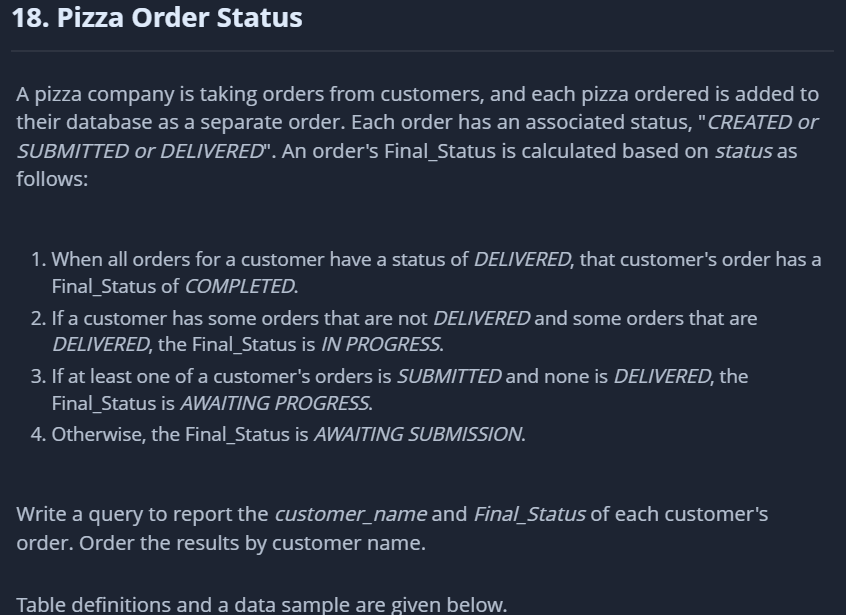 18. Pizza Order Status
A pizza company is taking orders from customers, and each pizza ordered is added to
their database as a separate order. Each order has an associated status, "CREATED or
SUBMITTED or DELIVERED". An order's Final_Status is calculated based on status as
follows:
1. When all orders for a customer have a status of DELIVERED, that customer's order has a
Final_Status of COMPLETED.
2. If a customer has some orders that are not DELIVERED and some orders that are
DELIVERED, the Final_Status is IN PROGRESS.
3. If at least one of a customer's orders is SUBMITTED and none is DELIVERED, the
Final_Status is AWAITING PROGRESS.
4. Otherwise, the Final_Status is AWAITING SUBMISSION.
Write a query to report the customer_name and Final_Status of each customer's
order. Order the results by customer name.
Table definitions and a data sample are given below.